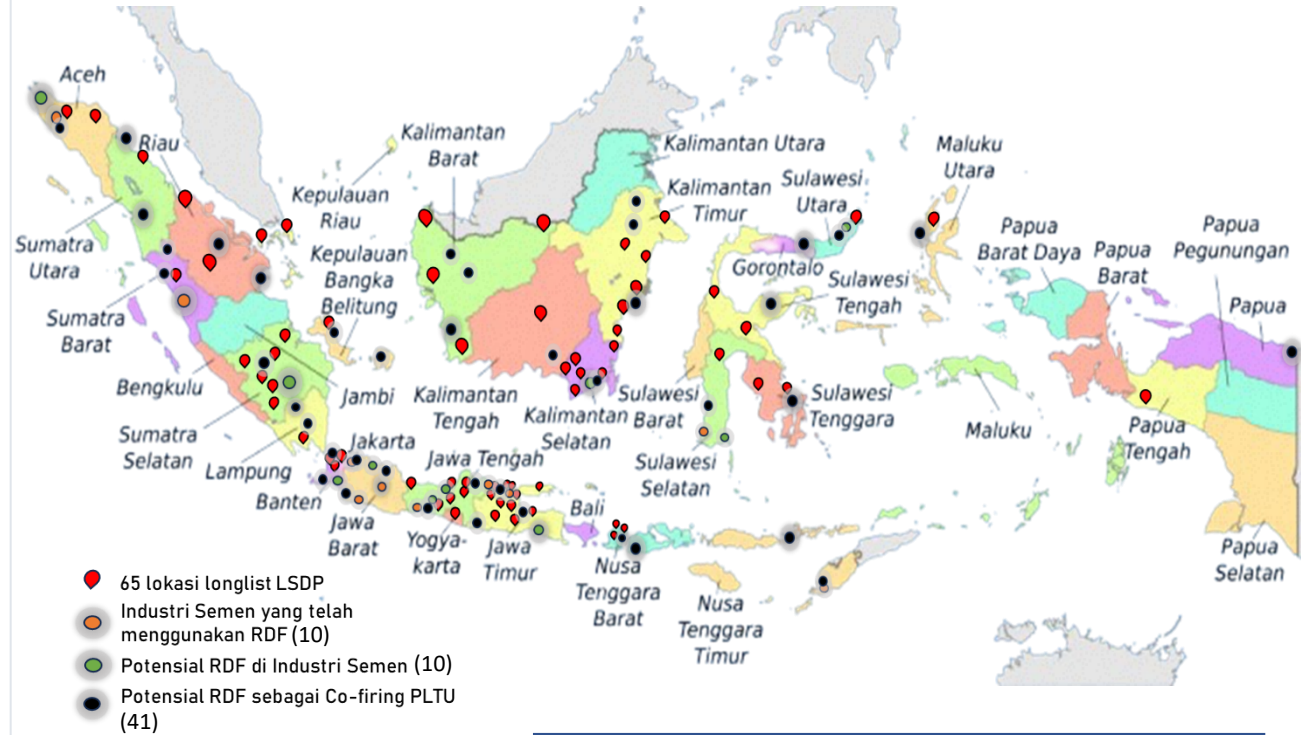 Aceh
Riau
Kepulauan
Riau
Sumatra
Utara
Kepulauan
Bangka
Belitung
Sumatra
Barat
Bengkulu
Jambi
Sumatra
Selatan
Lampung
Banten
Jakarta
Jawa
Barat
Jawa Tengah
Yogya-
karta
Jawa
Timur
Bali
Nusa
Tenggara
Barat
Nusa
Tenggara
Timur
Kalimantan
Barat
Kalimantan Utara
Kalimantan
Timur
Kalimantan
Tengah
Kalimantan
Selatan
Sulawesi
Utara
Gorontalo
Sulawesi
Tengah
Sulawesi
Barat
Sulawesi
Tenggara
Sulawesi
Selatan
Maluku
Utara
Maluku
Papua
Barat Daya
Papua
Barat
Papua
Pegunungan
Papua
Papua
Tengah
Papua
Selatan
65 lokasi longlist LSDP
Industri Semen yang telah
menggunakan RDF (10)
Potensial RDF di Industri Semen (10)
Potensial RDF sebagai Co-firing PLTU
(41)